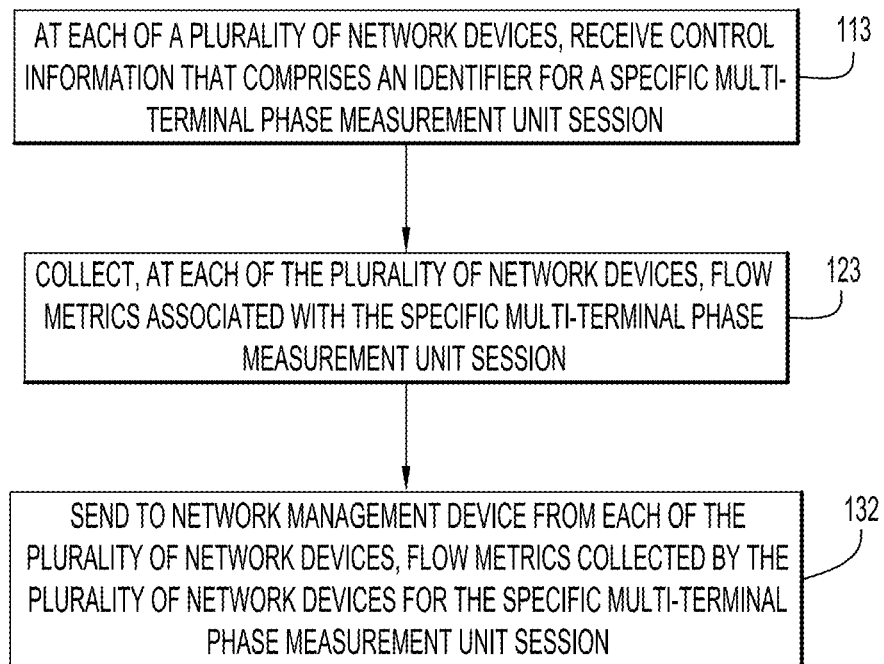 AT EACH OF A PLURALITY OF NETWORK DEVICES, RECEIVE CONTROL
INFORMATION THAT COMPRISES AN IDENTIFIER FOR A SPECIFIC MULTI-
TERMINAL PHASE MEASUREMENT UNIT SESSION
113
COLLECT, AT EACH OF THE PLURALITY OF NETWORK DEVICES, FLOW
METRICS ASSOCIATED WITH THE SPECIFIC MULTI-TERMINAL PHASE
MEASUREMENT UNIT SESSION
123
SEND TO NETWORK MANAGEMENT DEVICE FROM EACH OF THE
PLURALITY OF NETWORK DEVICES, FLOW METRICS COLLECTED BY THE
PLURALITY OF NETWORK DEVICES FOR THE SPECIFIC MULTI-TERMINAL
PHASE MEASUREMENT UNIT SESSION
132